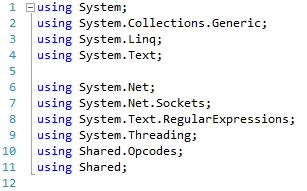 1 using System;
2 using System.Collections.Generic;
3 using System.Linq;
4 using System.Text;
5
6 using System.Net;
7 using System.Net.Sockets;
8 using System.Text.RegularExpressions;
9 using System.Threading;
10 using Shared.Opcodes;
11 using Shared;
12